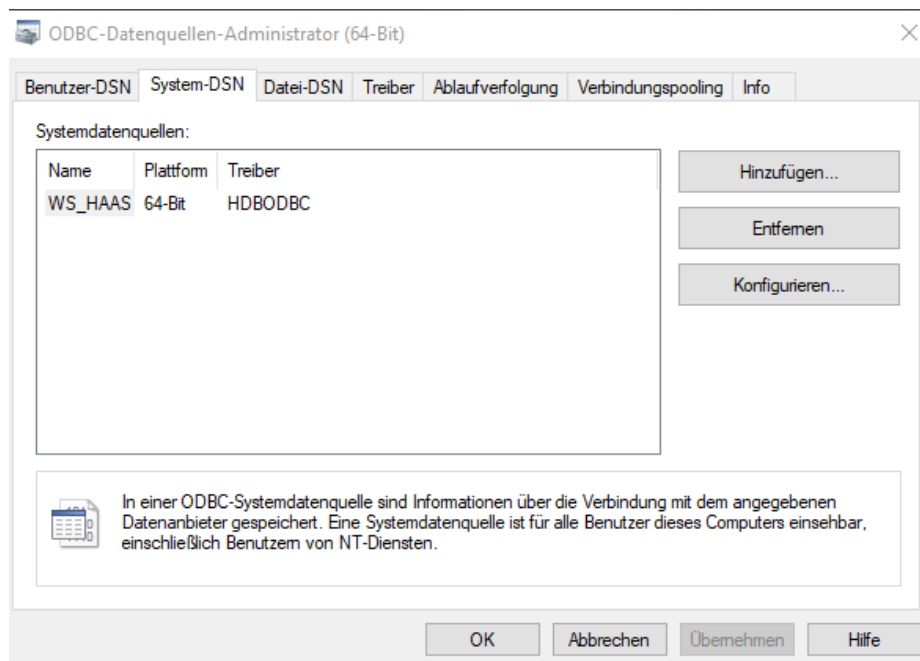 ODBC-Datenquellen-Administrator (64-Bit)
Benutzer-DSN System-DSN Datei-DSN Treiber Ablaufverfolgung Verbindungspooling Info
Systemdatenquellen:
Name Plattform Treiber
WS_HAAS 64-Bit HDBODBC
Hinzufügen...
Entfernen
Konfigurieren...
In einer ODBC-Systemdatenquelle sind Informationen über die Verbindung mit dem angegebenen
Datenanbieter gespeichert. Eine Systemdatenquelle ist für alle Benutzer dieses Computers einsehbar,
einschließlich Benutzern von NT-Diensten.
OK Abbrechen Übernehmen Hilfe